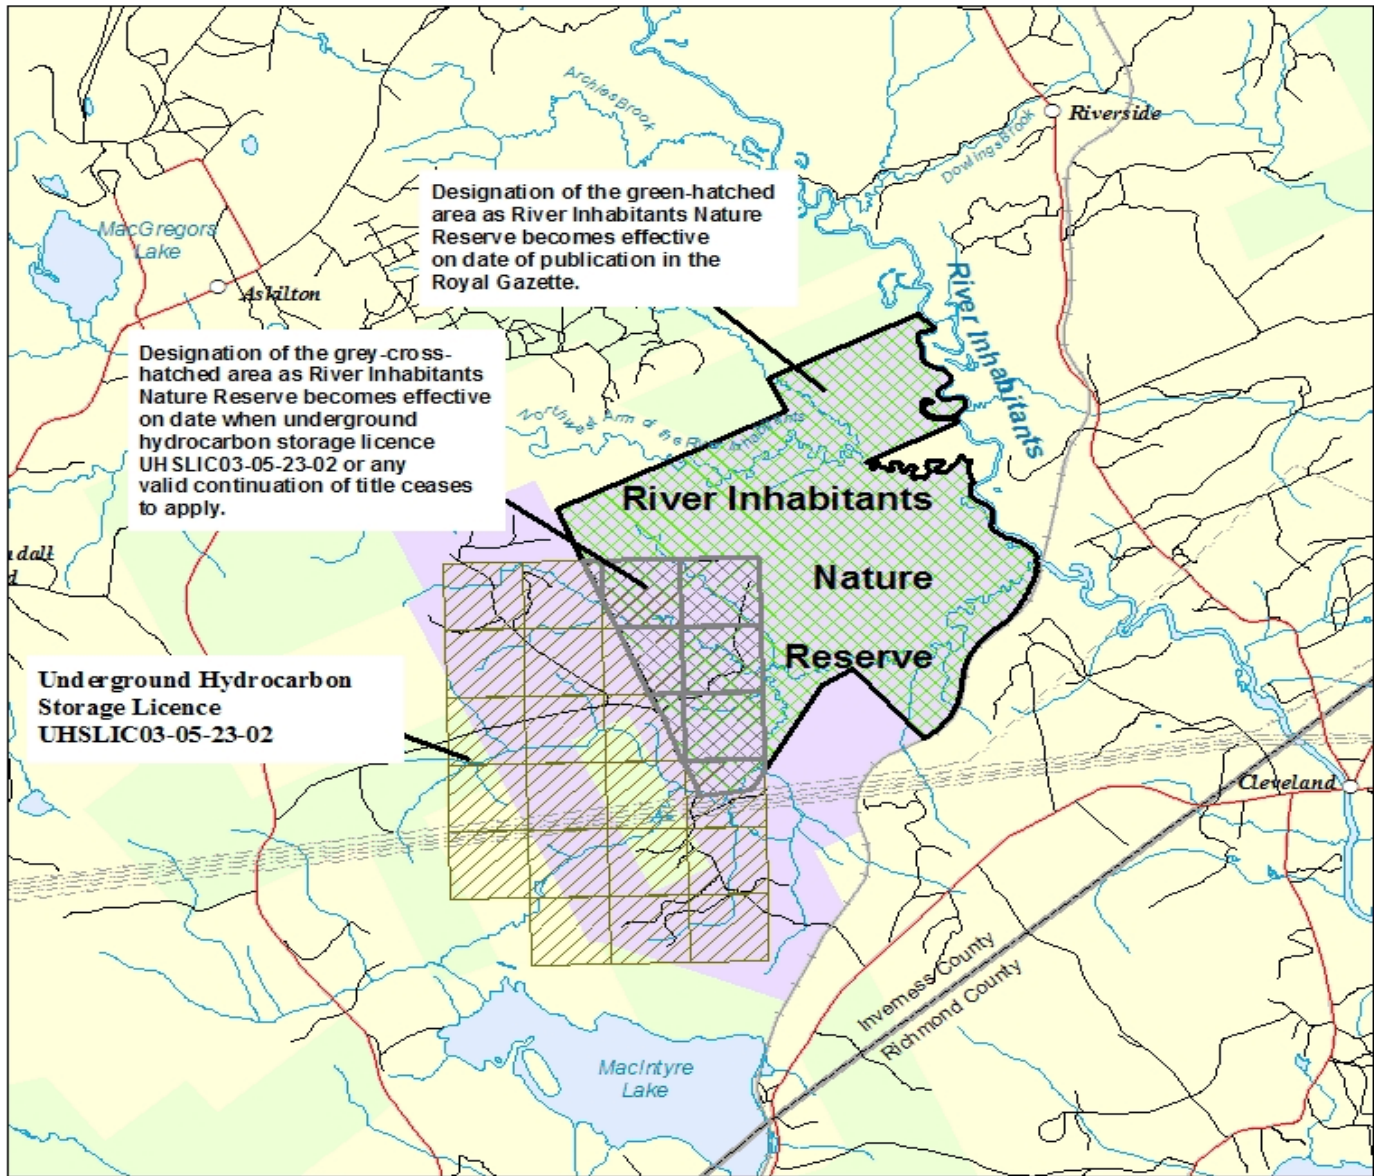 Archies Brook
Riverside
Dowlings Brook
Designation of the green-hatched
area as River Inhabitants Nature
Reserve becomes effective
on date of publication in the
Royal Gazette.
MacGregors
Lake
Askilton
River Inhabitants
Designation of the grey-cross-
hatched area as River Inhabitants
Nature Reserve becomes effective
on date when underground
hydrocarbon storage licence
UHSLIC03-05-23-02 or any
valid continuation of title ceases
to apply.
Northwest Arm of the River Inhabitants
River Inhabitants
Nature
Reserve
Underground Hydrocarbon
Storage Licence
UHSLIC03-05-23-02
Cleveland
Inverness County
Richmond County
MacIntyre
Lake